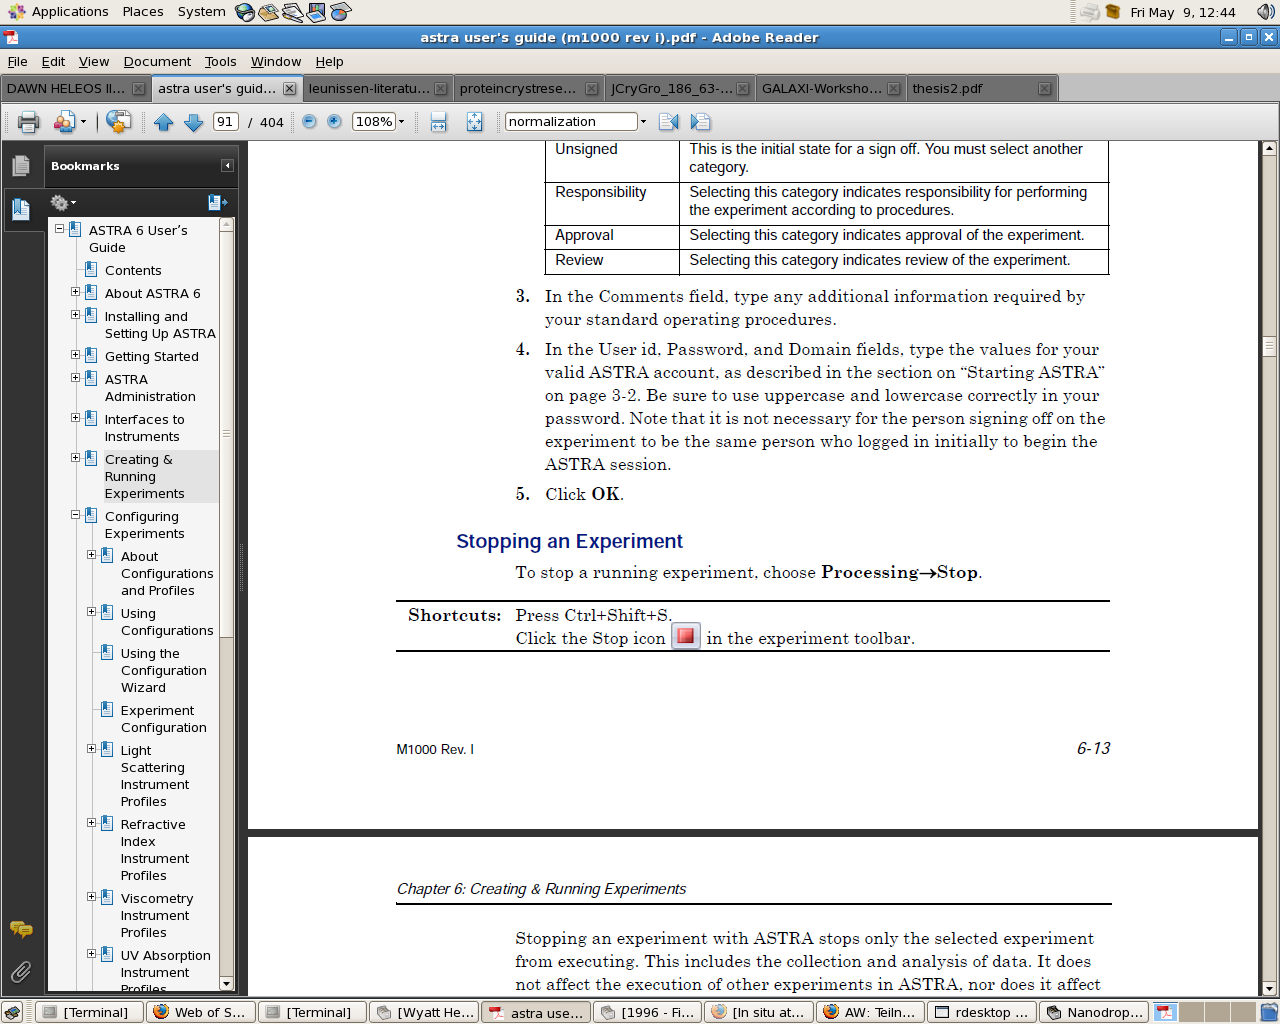 Applications Places System Fri May 9, 12:44
astra user's guide (m1000 rev i).pdf - Adobe Reader
File Edit View Document Tools Window Help
DAWN HELEOS II... astra user's guid... leunissen-literatu... proteincrystrese... JCryGro_186_63-... GALAXI-Worksho... thesis2.pdf
91 / 404 108% normalization
Bookmarks
ASTRA 6 User's
Guide
Contents
About ASTRA 6
Installing and
Setting Up ASTRA
Getting Started
ASTRA
Administration
Interfaces to
Instruments
Creating &
Running
Experiments
Configuring
Experiments
About
Configurations
and Profiles
Using
Configurations
Using the
Configuration
Wizard
Experiment
Configuration
Light
Scattering
Instrument
Profiles
Refractive
Index
Instrument
Profiles
Viscometry
Instrument
Profiles
UV Absorption
Instrument
Profiles
Unsigned This is the initial state for a sign off. You must select another
category.
Responsibility Selecting this category indicates responsibility for performing
the experiment according to procedures.
Approval Selecting this category indicates approval of the experiment.
Review Selecting this category indicates review of the experiment.
3. In the Comments field, type any additional information required by
your standard operating procedures.
4. In the User id, Password, and Domain fields, type the values for your
valid ASTRA account, as described in the section on “Starting ASTRA”
on page 3-2. Be sure to use uppercase and lowercase correctly in your
password. Note that it is not necessary for the person signing off on the
experiment to be the same person who logged in initially to begin the
ASTRA session.
5. Click OK.
Stopping an Experiment
To stop a running experiment, choose Processing→Stop.
Shortcuts: Press Ctrl+Shift+S.
Click the Stop icon in the experiment toolbar.
M1000 Rev. I 6-13
Chapter 6: Creating & Running Experiments
Stopping an experiment with ASTRA stops only the selected experiment
from executing. This includes the collection and analysis of data. It does
not affect the execution of other experiments in ASTRA, nor does it affect
[Terminal] Web of S... [Terminal] [Wyatt He... astra use... [1996 - Fi... [In situ at... AW: Teiln... rdesktop ... Nanodrop...